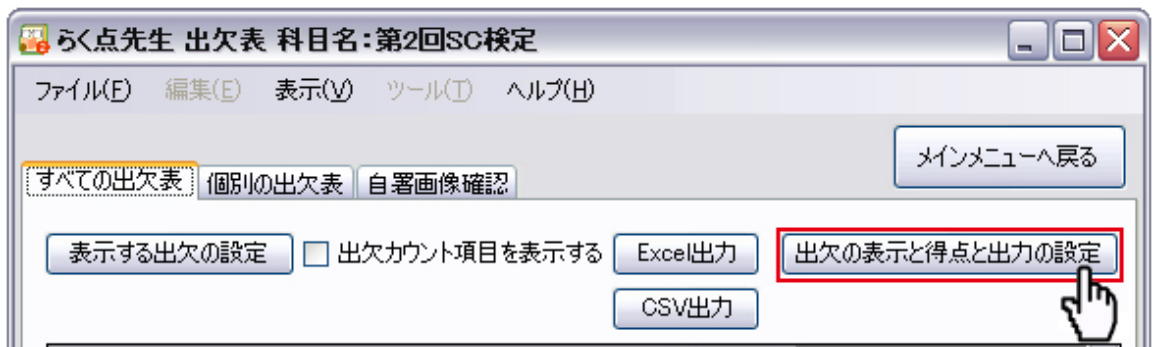 らく点先生 出欠表 科目名:第2回SC検定
ファイル(F) 編集(E) 表示(V) ツール(T) ヘルプ(H)
メインメニューへ戻る
すべての出欠表 個別の出欠表 自署画像確認
表示する出欠の設定 出欠カウント項目を表示する Excel出力 出欠の表示と得点と出力の設定
CSV出力